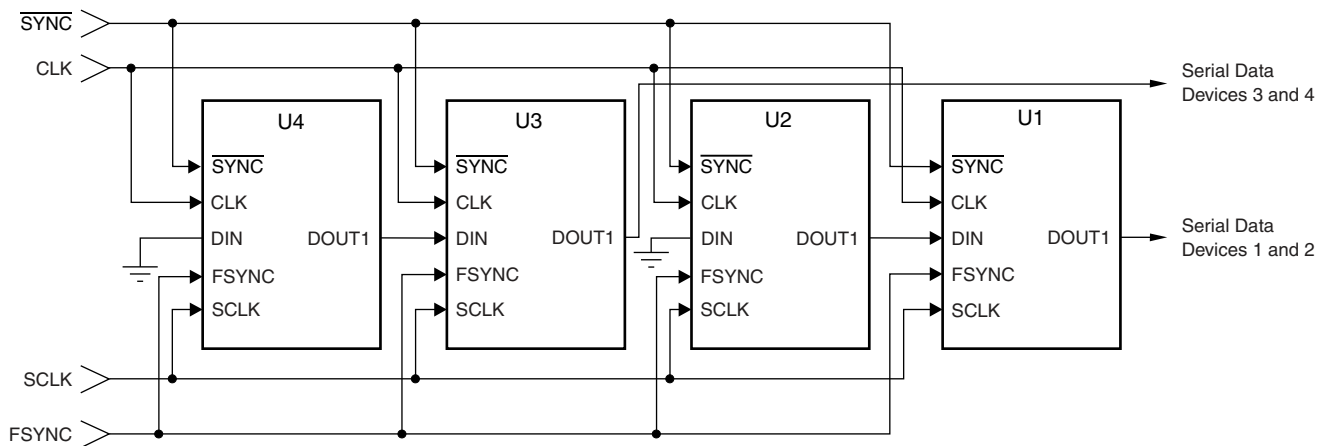 SYNC
CLK
Serial Data
Devices 3 and 4
U4
U3
U2
U1
SYNC
SYNC
SYNC
SYNC
CLK
CLK
CLK
CLK
DIN
DOUT1
DIN
DOUT1
DIN
DOUT1
DIN
DOUT1
Serial Data
Devices 1 and 2
FSYNC
FSYNC
FSYNC
FSYNC
SCLK
SCLK
SCLK
SCLK
SCLK
FSYNC